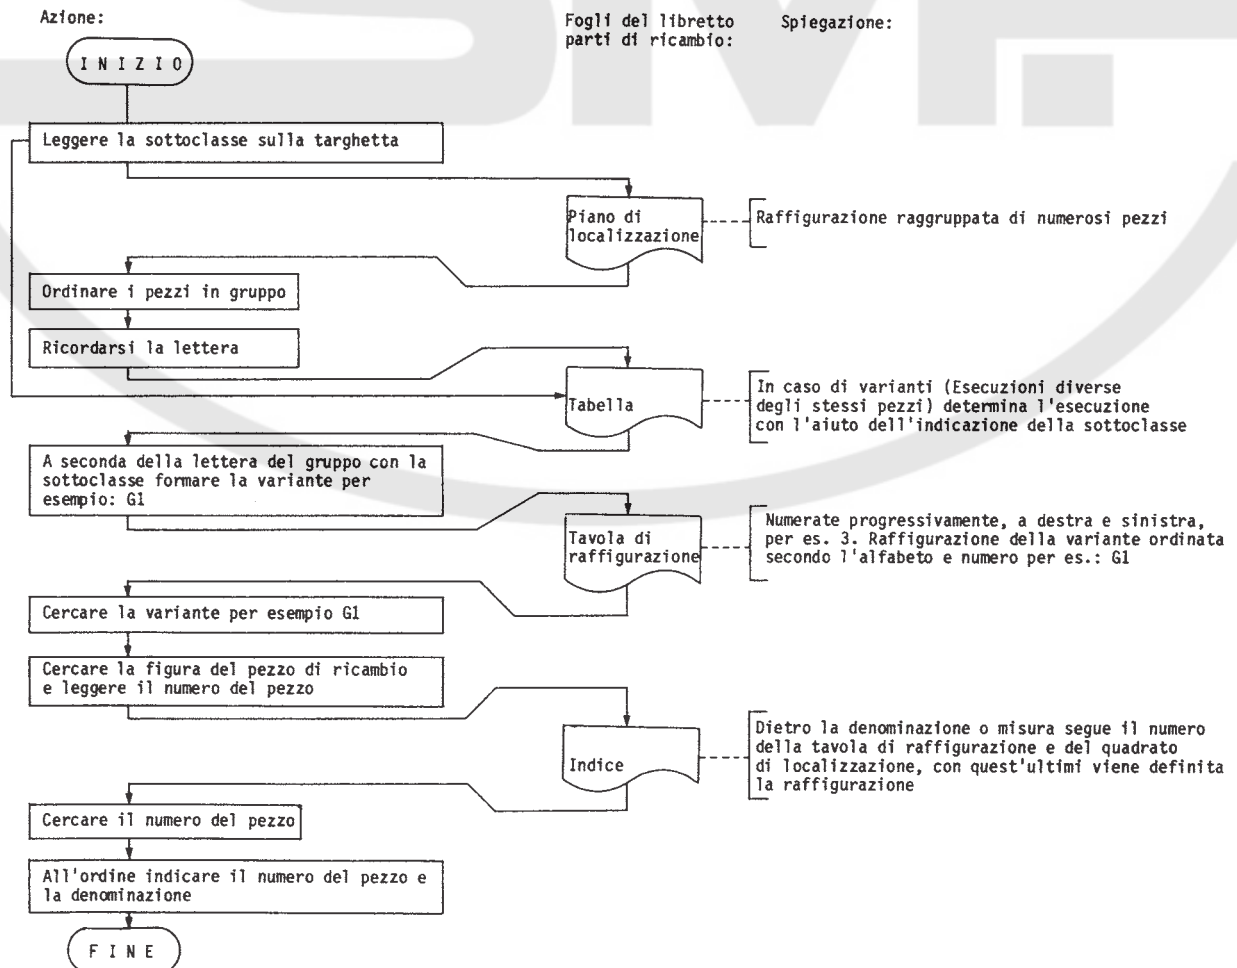 Azione:
Fogli del libretto
parti di ricambio:
Spiegazione:
INIZIO
Leggere la sottoclasse sulla targhetta
Piano di
localizzazione
Raffigurazione raggruppata di numerosi pezzi
Ordinare i pezzi in gruppo
Ricordarsi la lettera
Tabella
In caso di varianti (Esecuzioni diverse
degli stessi pezzi) determina l'esecuzione
con l'aiuto dell'indicazione della sottoclasse
A seconda della lettera del gruppo con la
sottoclasse formare la variante per
esempio: G1
Tavola di
raffigurazione
Numerate progressivamente, a destra e sinistra,
per es. 3. Raffigurazione della variante ordinata
secondo l'alfabeto e numero per es.: G1
Cercare la variante per esempio G1
Cercare la figura del pezzo di ricambio
e leggere il numero del pezzo
Indice
Dietro la denominazione o misura segue il numero
della tavola di raffigurazione e del quadrato
di localizzazione, con quest'ultimi viene definita
la raffigurazione
Cercare il numero del pezzo
All'ordine indicare il numero del pezzo e
la denominazione
FINE